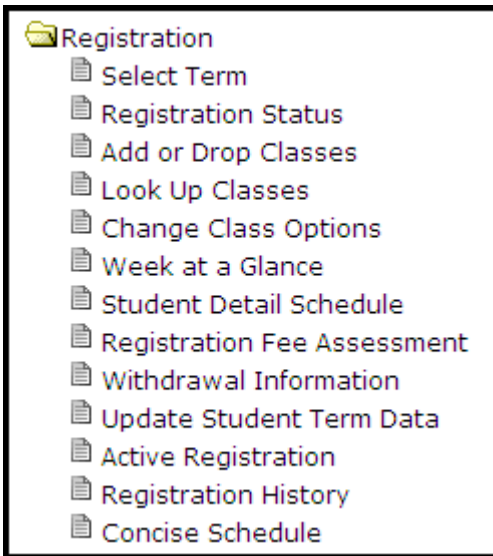 Registration
Select Term
Registration Status
Add or Drop Classes
Look Up Classes
Change Class Options
Week at a Glance
Student Detail Schedule
Registration Fee Assessment
Withdrawal Information
Update Student Term Data
Active Registration
Registration History
Concise Schedule